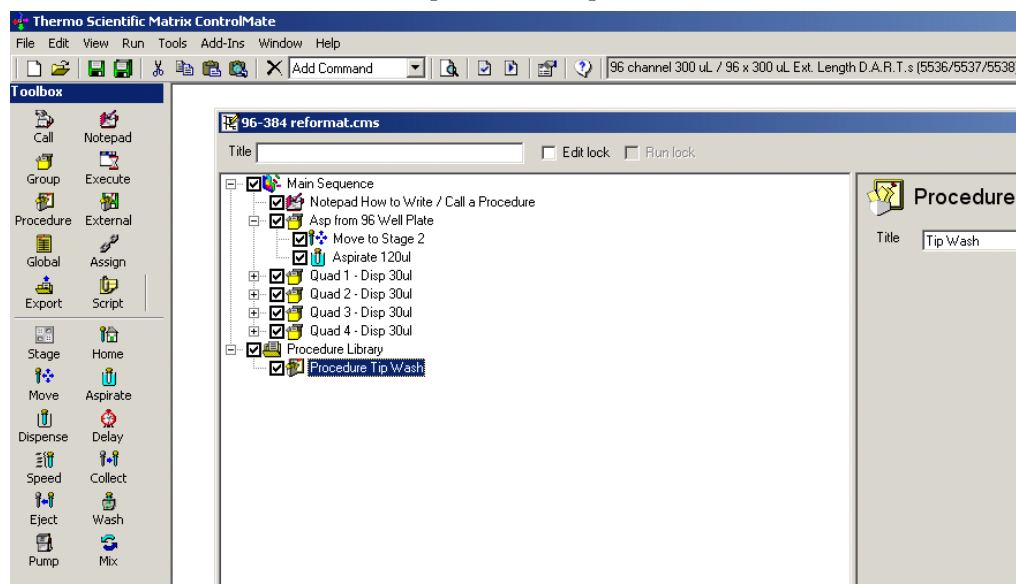 Thermo Scientific Matrix ControlMate
File Edit View Run Tools Add-Ins Window Help
Add Command 96 channel 300 uL / 96 x 300 uL Ext. Length D.A.R.T.s (5536/5537/5538)
Toolbox
Call Notepad
Group Execute
Procedure External
Global Assign
Export Script
Stage Home
Move Aspirate
Dispense Delay
Speed Collect
Eject Wash
Pump Mix
96-384 reformat.cms
Title Edit lock Run lock
Main Sequence
Notepad How to Write / Call a Procedure
Asp from 96 Well Plate
Move to Stage 2
Aspirate 120ul
Quad 1 - Disp 30ul
Quad 2 - Disp 30ul
Quad 3 - Disp 30ul
Quad 4 - Disp 30ul
Procedure Library
Procedure Tip Wash
Procedure
Title Tip Wash